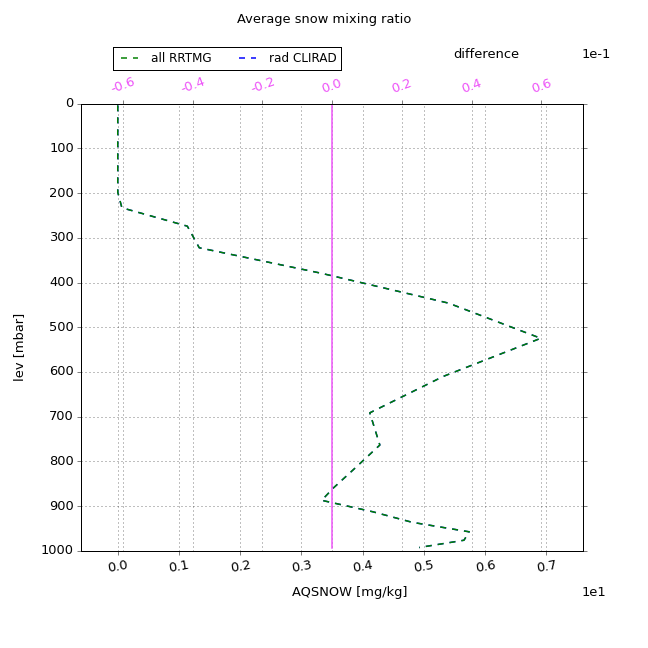 Average snow mixing ratio
all RRTMG rad CLIRAD difference 1e-1
-0.6 -0.4 -0.2 0.0 0.2 0.4 0.6
0
100
200
300
400
500
600
700
800
900
1000
lev [mbar]
0.0 0.1 0.2 0.3 0.4 0.5 0.6 0.7
AQSNOW [mg/kg] 1e1